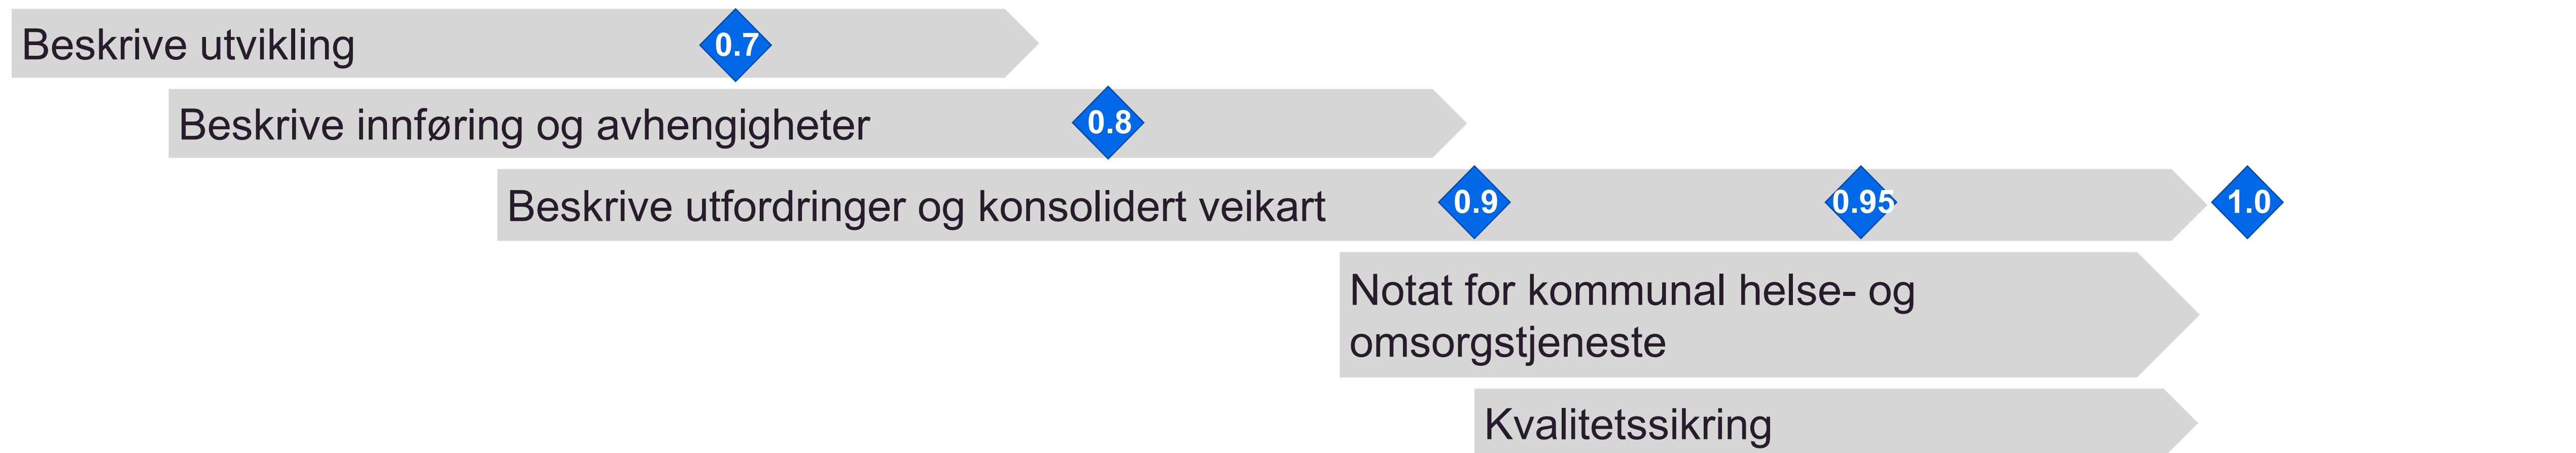 Beskrive utvikling 0.7
Beskrive innføring og avhengigheter 0.8
Beskrive utfordringer og konsolidert veikart 0.9 0.95 1.0
Notat for kommunal helse- og
omsorgstjeneste
Kvalitetssikring